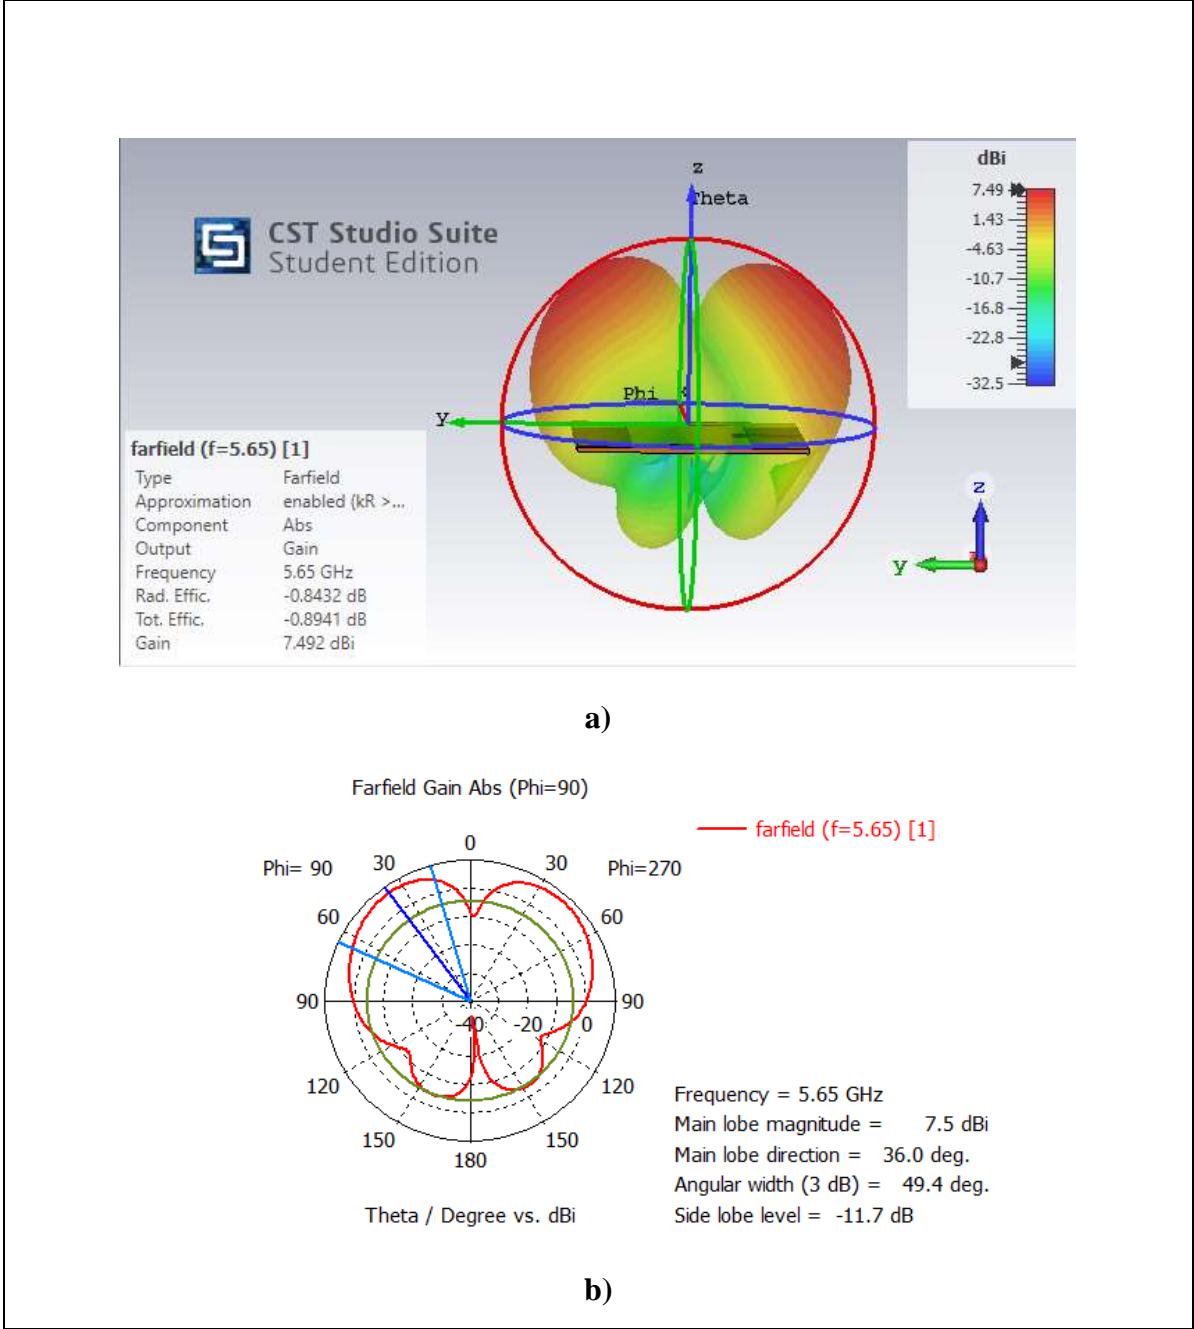 z
Theta
CST Studio Suite
Student Edition
dBi
7.49
1.43
-4.63
-10.7
-16.8
-22.8
-32.5
Phi
y
farfield (f=5.65) [1]
Type Farfield
Approximation enabled (kR >...
Component Abs
Output Gain
Frequency 5.65 GHz
Rad. Effic. -0.8432 dB
Tot. Effic. -0.8941 dB
Gain 7.492 dBi
z
y
a)
Farfield Gain Abs (Phi=90)
farfield (f=5.65) [1]
0
Phi= 90 30 30 Phi=270
60 60
90 90
-40 -20 0
120 120
150 150
180
Theta / Degree vs. dBi
Frequency = 5.65 GHz
Main lobe magnitude = 7.5 dBi
Main lobe direction = 36.0 deg.
Angular width (3 dB) = 49.4 deg.
Side lobe level = -11.7 dB
b)